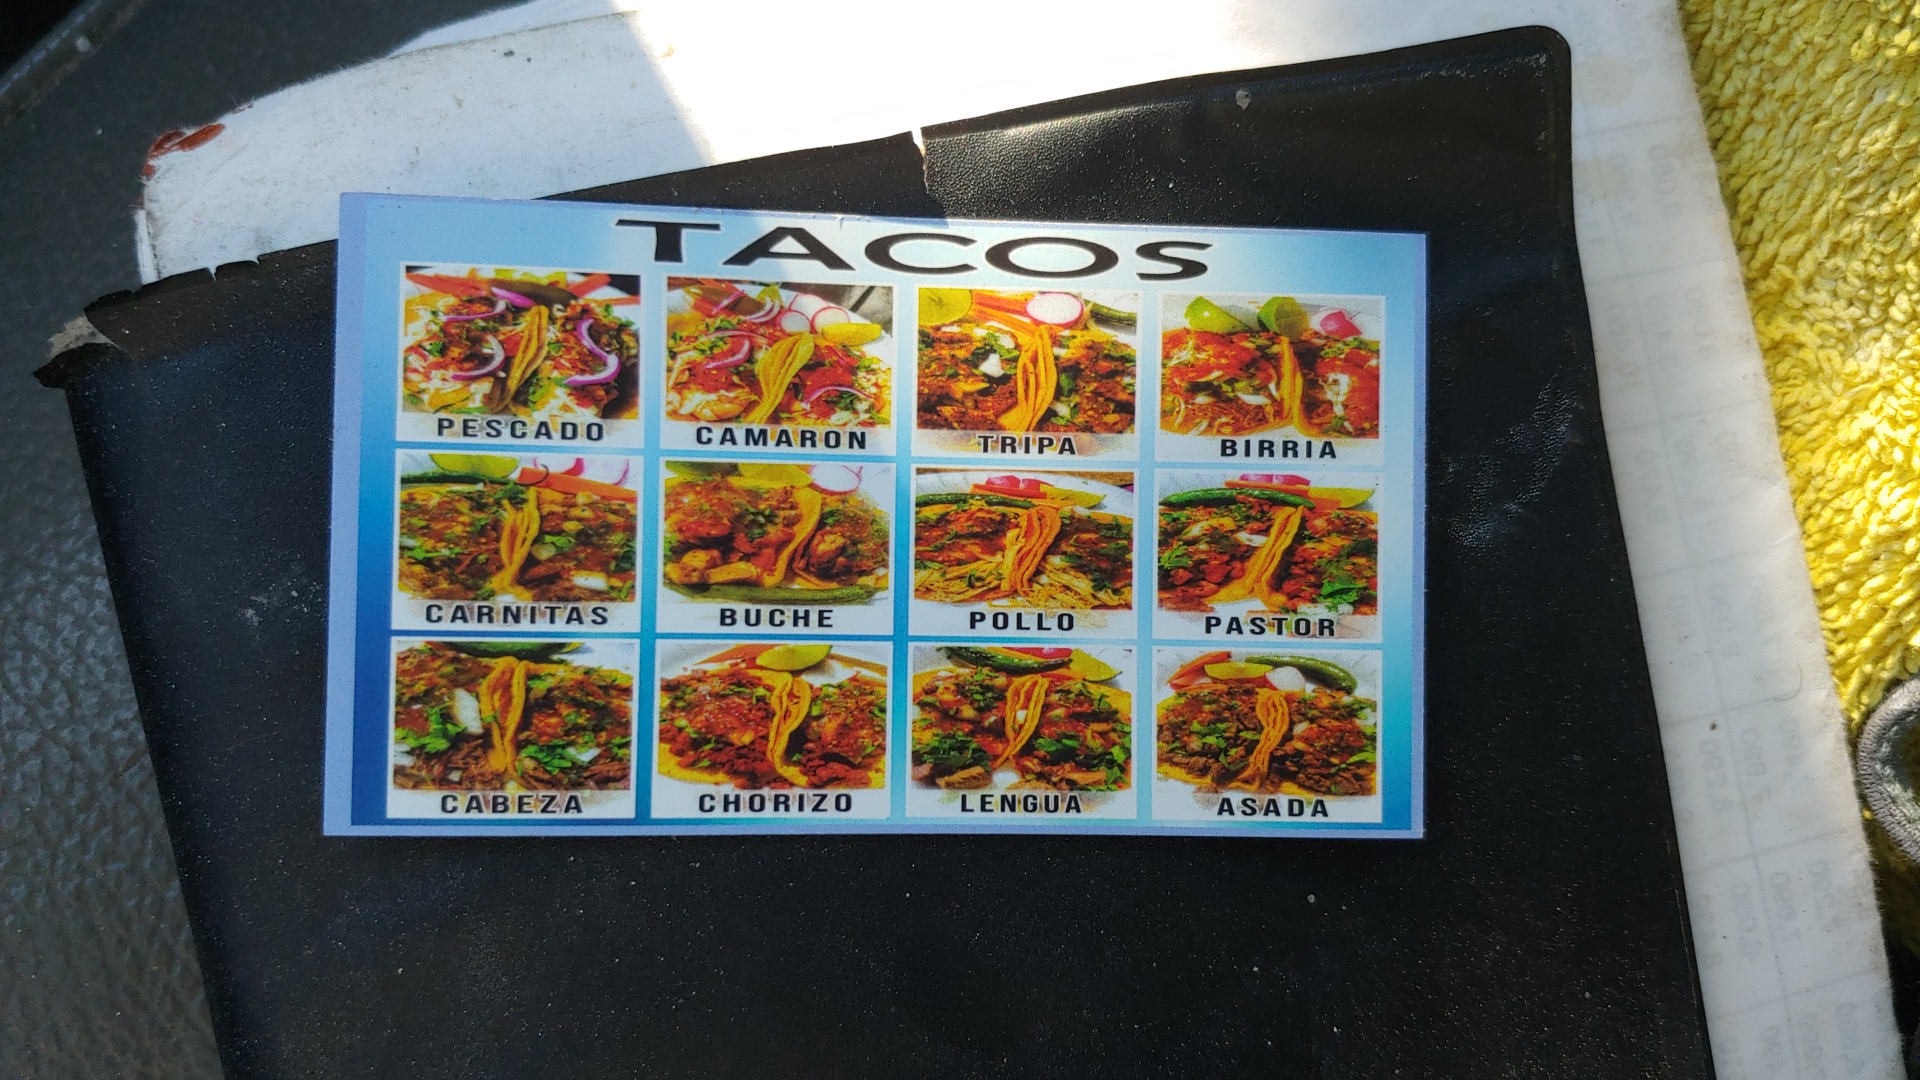 TACOS
PESCADO
CAMARON
TRIPA
BIRRIA
CARNITAS
BUCHE
POLLO
PASTOR
CABEZA
CHORIZO
LENGUA
ASADA